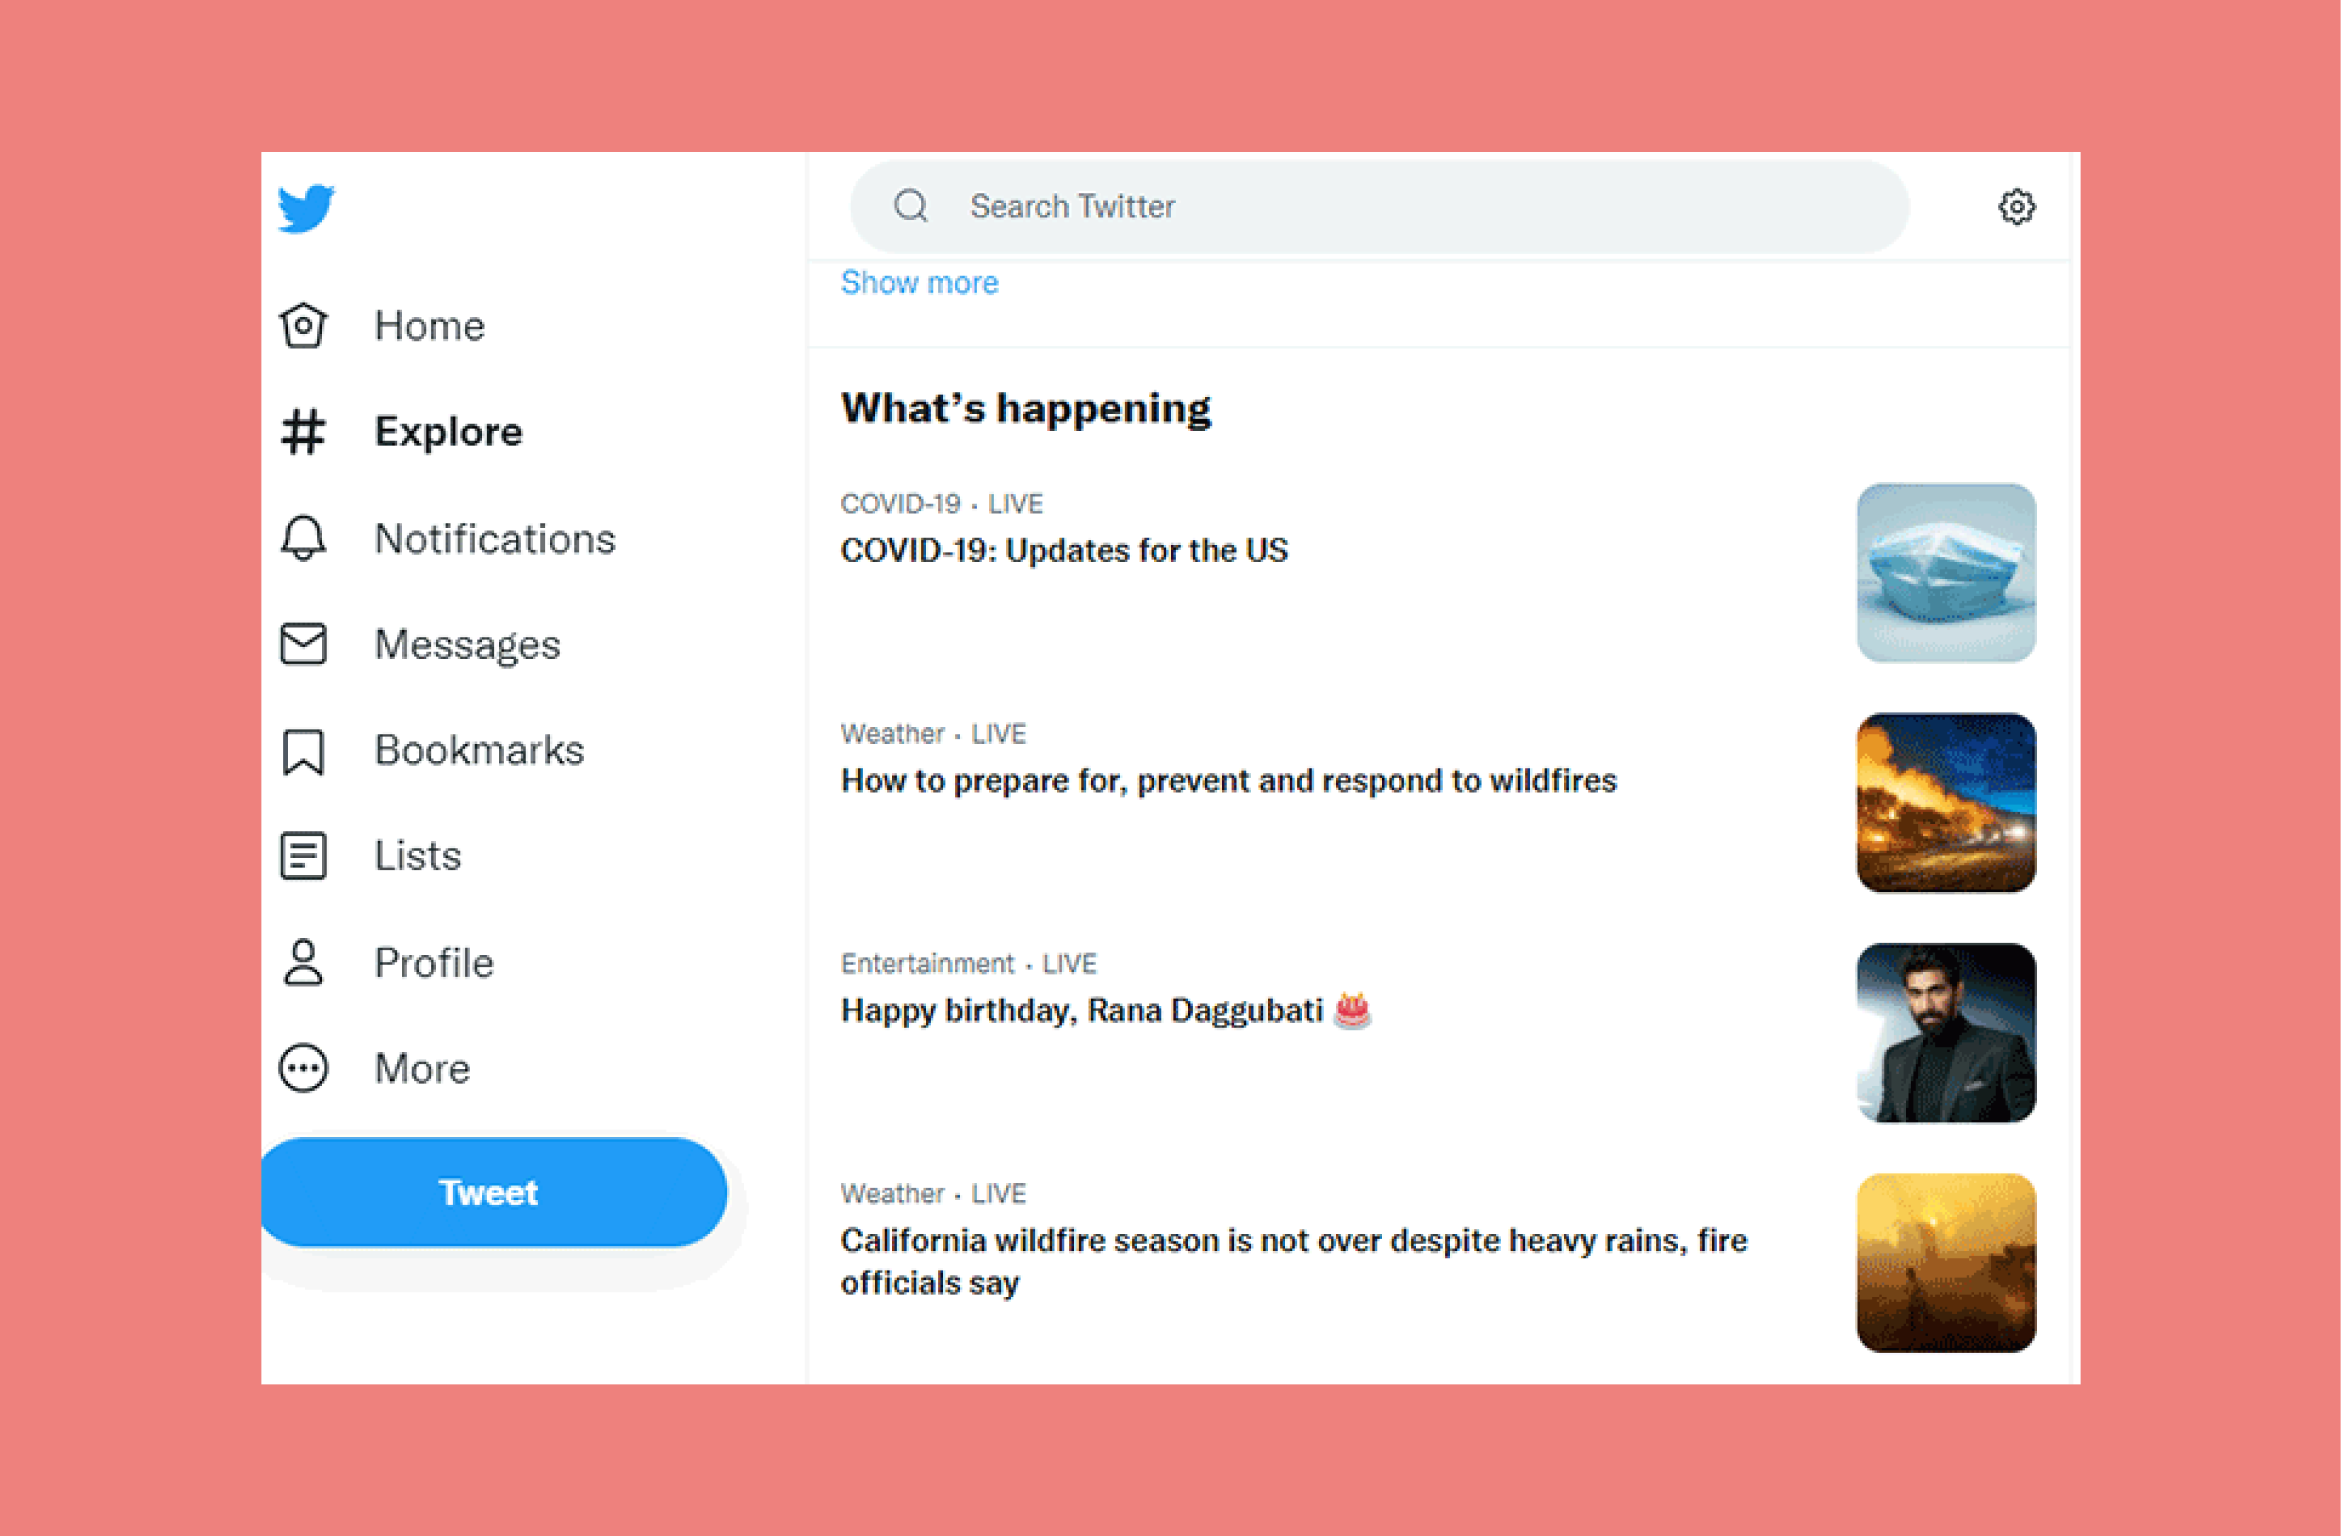 Search Twitter
Show more
Home
Explore
Notifications
Messages
Bookmarks
Lists
Profile
More
Tweet
What’s happening
COVID-19 · LIVE
COVID-19: Updates for the US
Weather · LIVE
How to prepare for, prevent and respond to wildfires
Entertainment · LIVE
Happy birthday, Rana Daggubati 🎂
Weather · LIVE
California wildfire season is not over despite heavy rains, fire
officials say